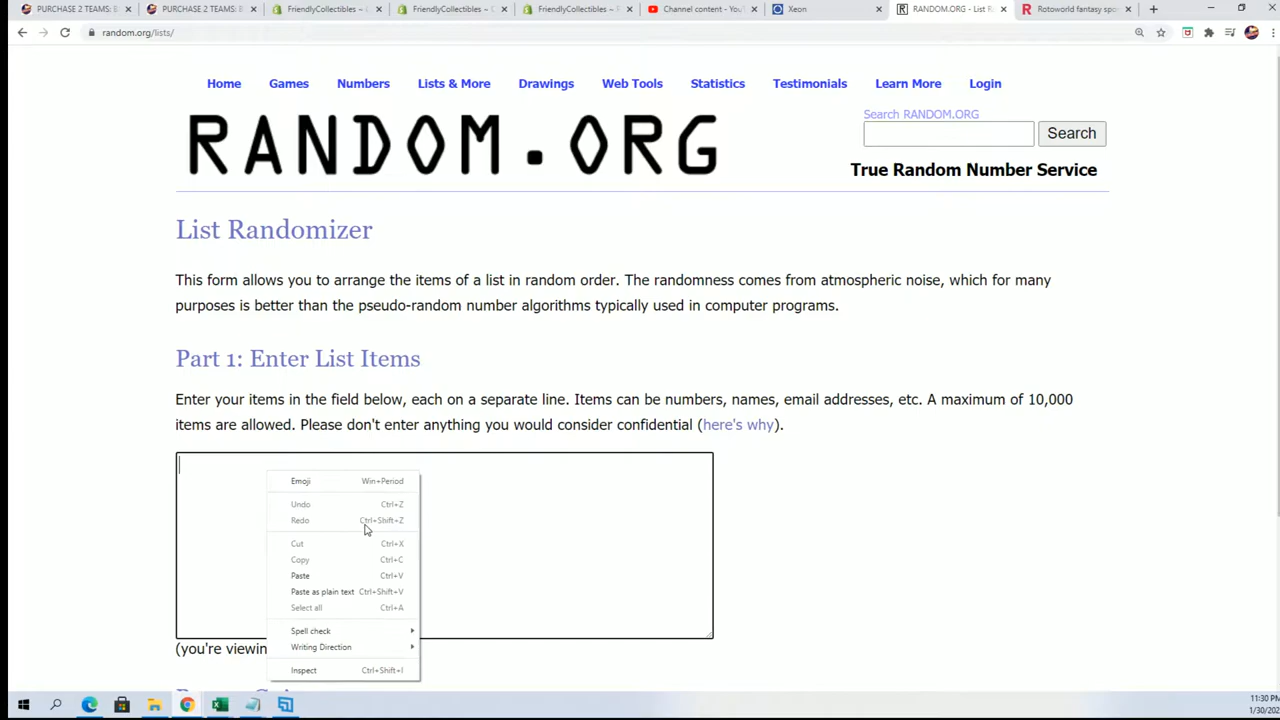 PURCHASE 2 TEAMS:
PURCHASE 2 TEAMS:
FriendlyCollectibles –
FriendlyCollectibles –
FriendlyCollectibles –
Channel content -
Xeon
RANDOM.ORG - List
Rotoworld fantasy
random.org/lists/
Home Games Numbers Lists & More Drawings Web Tools Statistics Testimonials Learn More Login
RANDOM.ORG
Search RANDOM.ORG
Search
True Random Number Service
List Randomizer
This form allows you to arrange the items of a list in random order. The randomness comes from atmospheric noise, which for many
purposes is better than the pseudo-random number algorithms typically used in computer programs.
Part 1: Enter List Items
Enter your items in the field below, each on a separate line. Items can be numbers, names, email addresses, etc. A maximum of 10,000
items are allowed. Please don't enter anything you would consider confidential (here's why).
Emoji Win+Period
Undo Ctrl+Z
Redo Ctrl+Shift+Z
Cut Ctrl+X
Copy Ctrl+C
Paste Ctrl+V
Paste as plain text Ctrl+Shift+V
Select all Ctrl+A
Spell check
Writing Direction
Inspect Ctrl+Shift+I
(you're viewin
11:30 PM
1/30/202